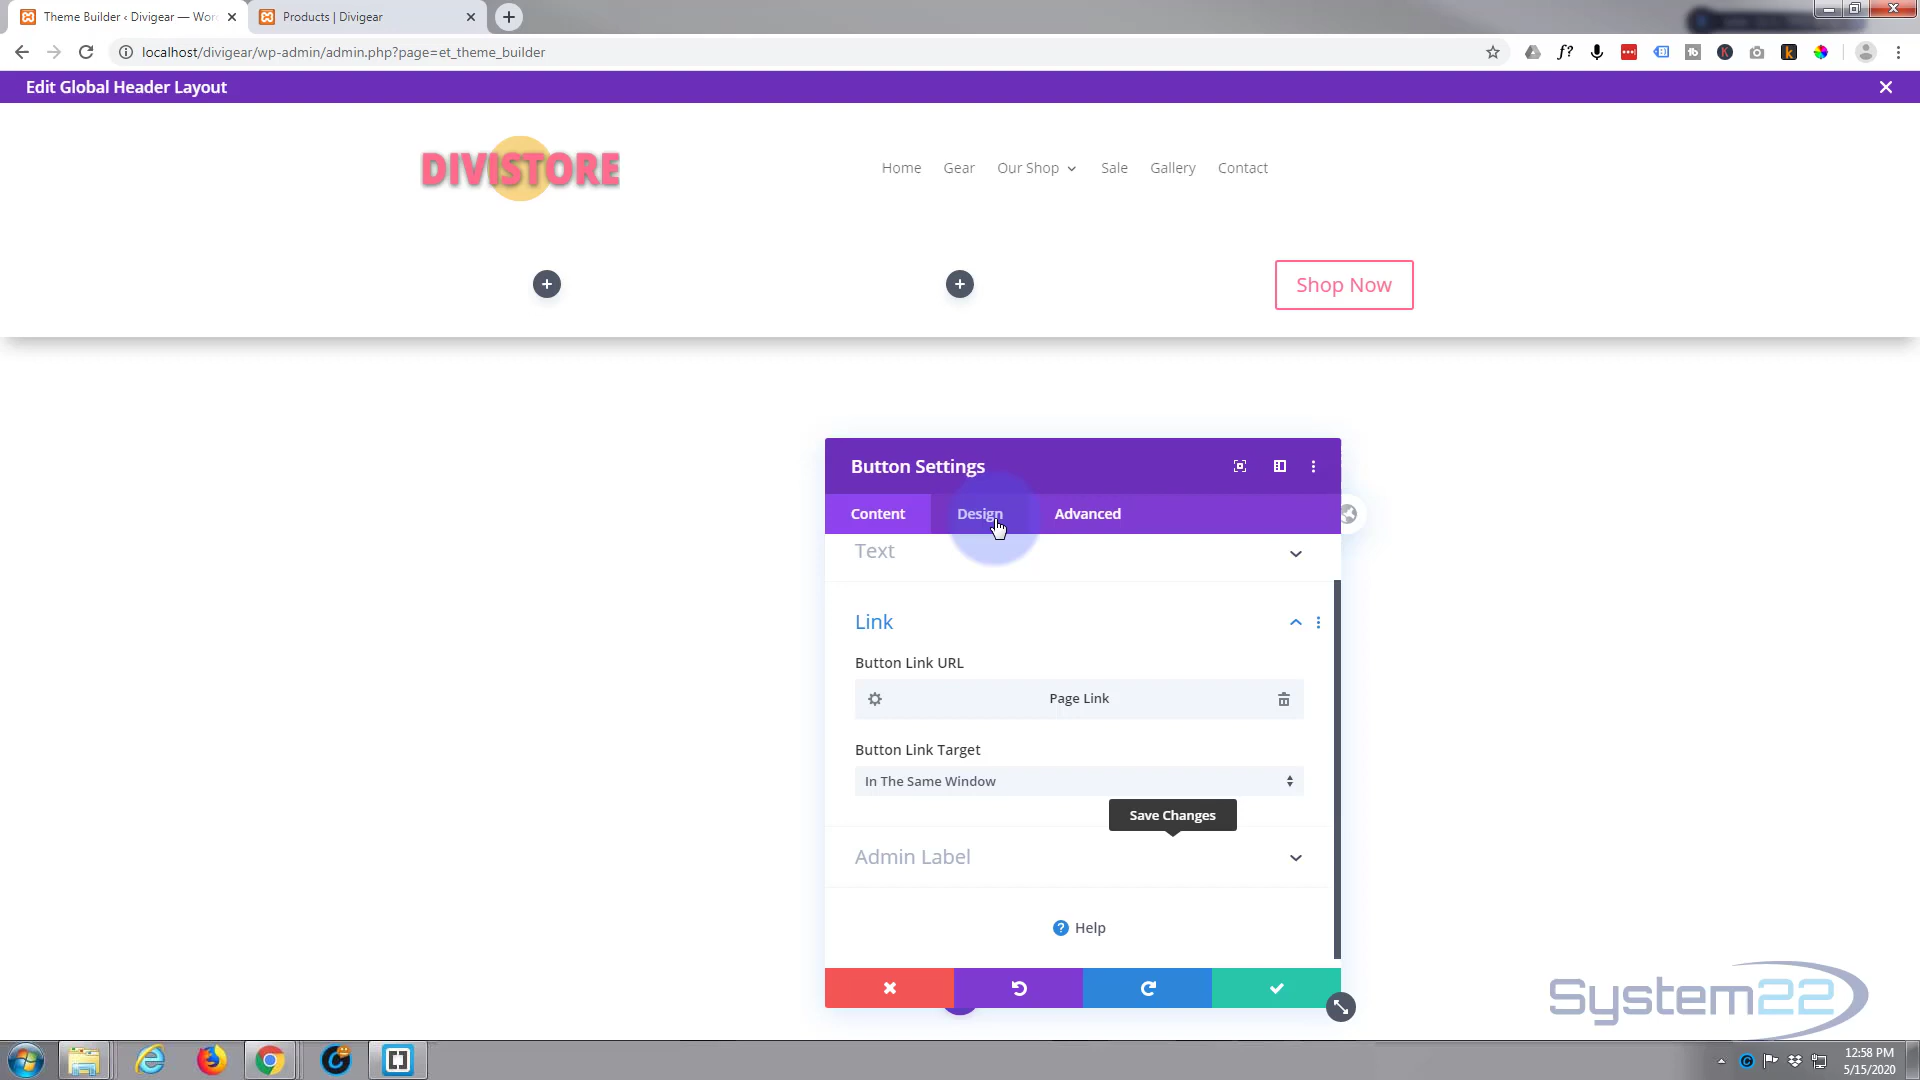 Theme Builder ‹ Divigear — Wor
Products | Divigear
localhost/divigear/wp-admin/admin.php?page=et_theme_builder
Edit Global Header Layout
DIVISTORE
Home
Gear
Our Shop
Sale
Gallery
Contact
Shop Now
Button Settings
Content
Design
Advanced
Text
Link
Button Link URL
Page Link
Button Link Target
In The Same Window
Save Changes
Admin Label
Help
System22
12:58 PM
5/15/2020